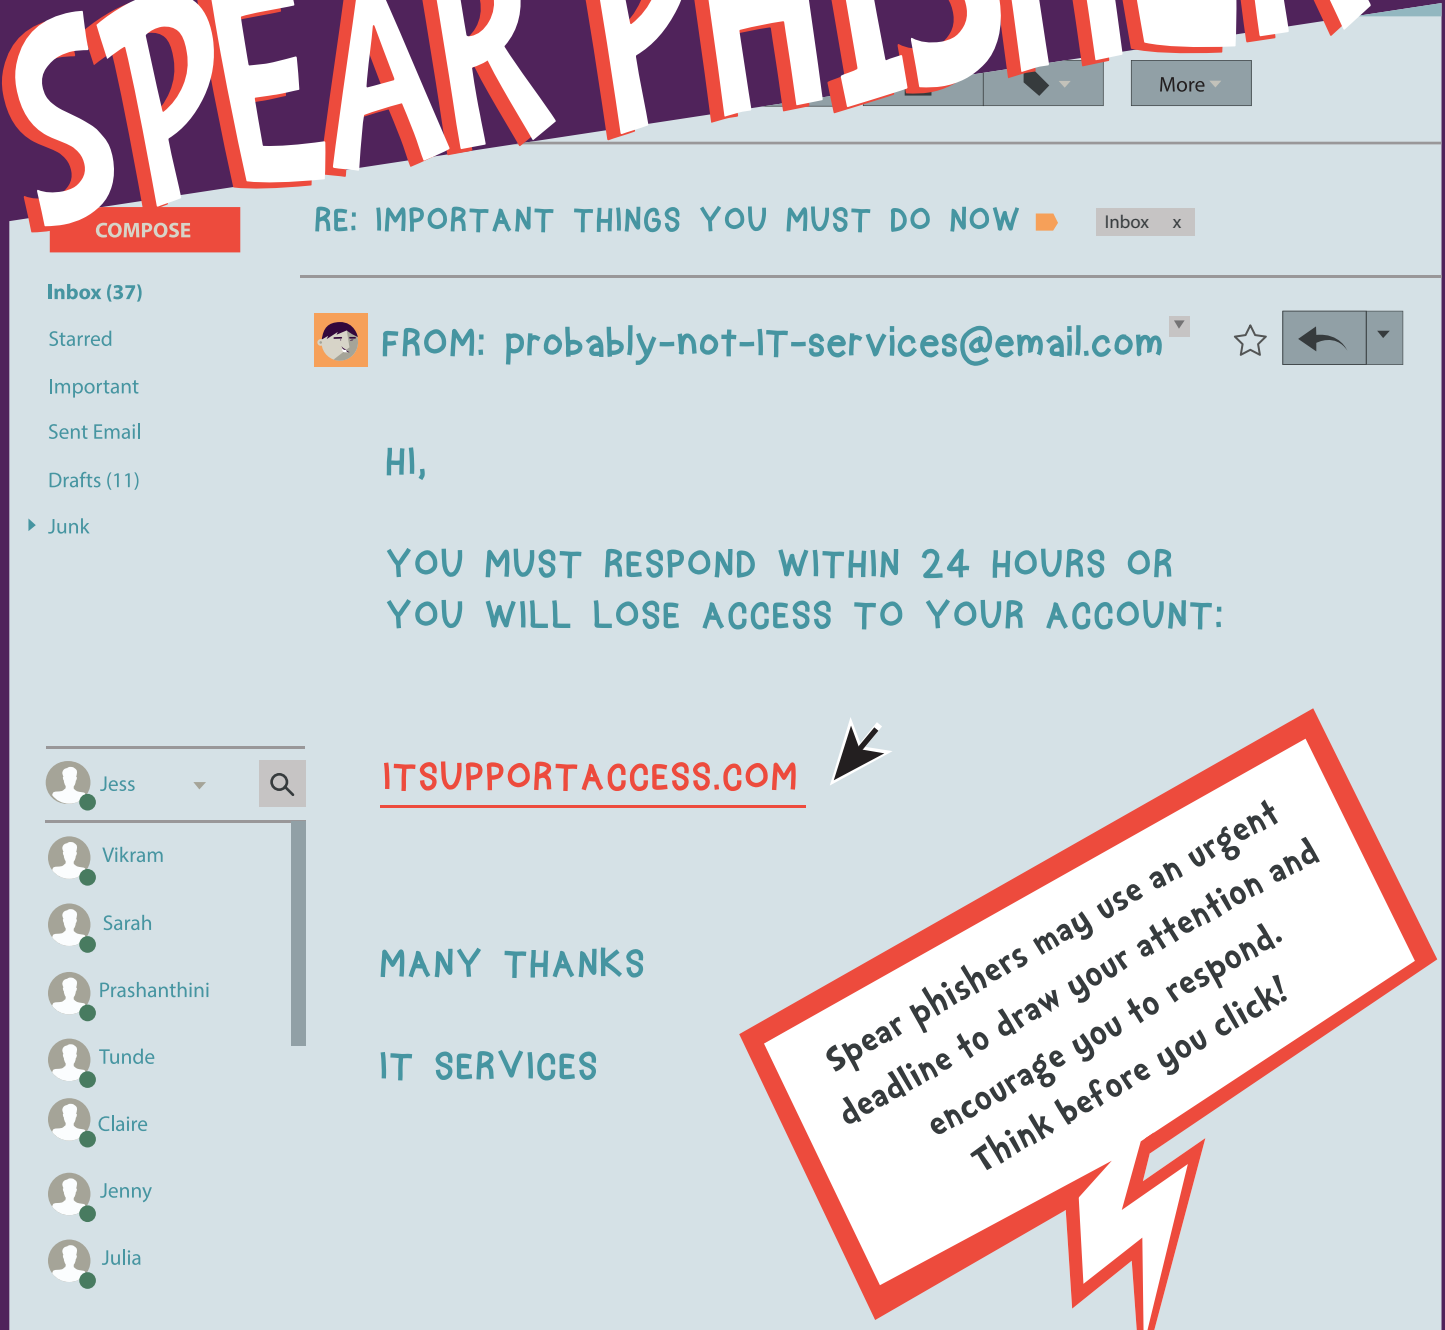 SPEAR PHISHER
More
COMPOSE
RE: IMPORTANT THINGS YOU MUST DO NOW
Inbox x
Inbox (37)
Starred
Important
Sent Email
Drafts (11)
Junk
FROM: probably-not-IT-services@email.com
HI,
YOU MUST RESPOND WITHIN 24 HOURS OR
YOU WILL LOSE ACCESS TO YOUR ACCOUNT:
ITSUPPORTACCESS.COM
MANY THANKS
IT SERVICES
Jess
Vikram
Sarah
Prashanthini
Tunde
Claire
Jenny
Julia
Spear phishers may use an urgent
deadline to draw your attention and
encourage you to respond.
Think before you click!